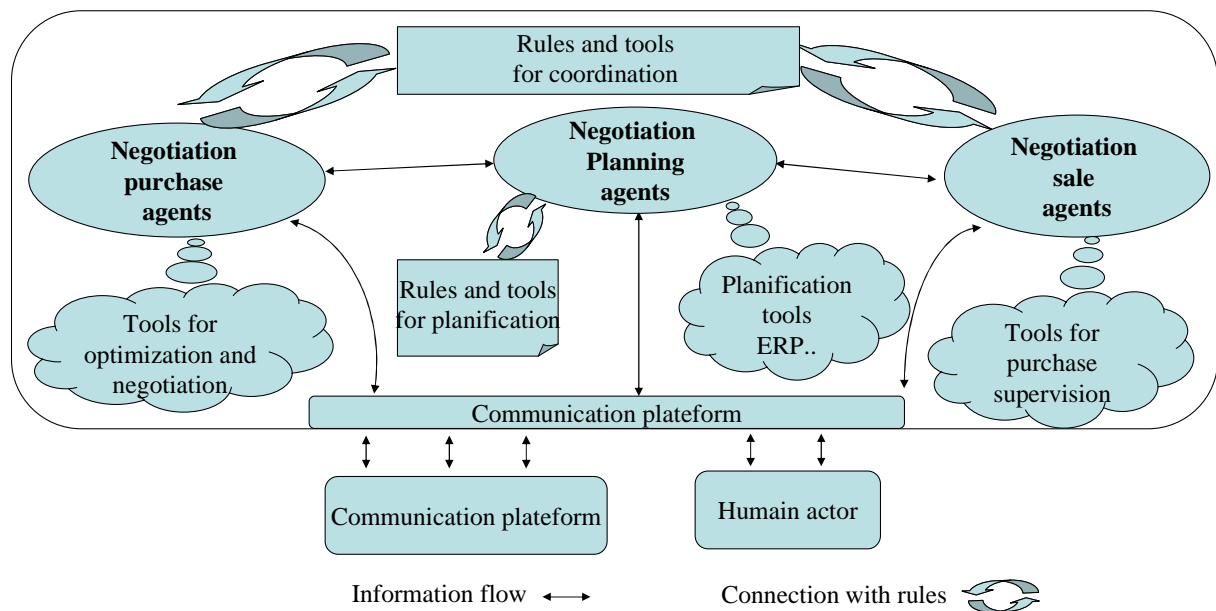 Rules and tools
for coordination
Negotiation
purchase
agents
Negotiation
Planning
agents
Negotiation
sale
agents
Rules and tools
for planification
Planification
tools
ERP..
Tools for
optimization and
negotiation
Tools for
purchase
supervision
Communication plateform
Communication plateform
Humain actor
Information flow
Connection with rules